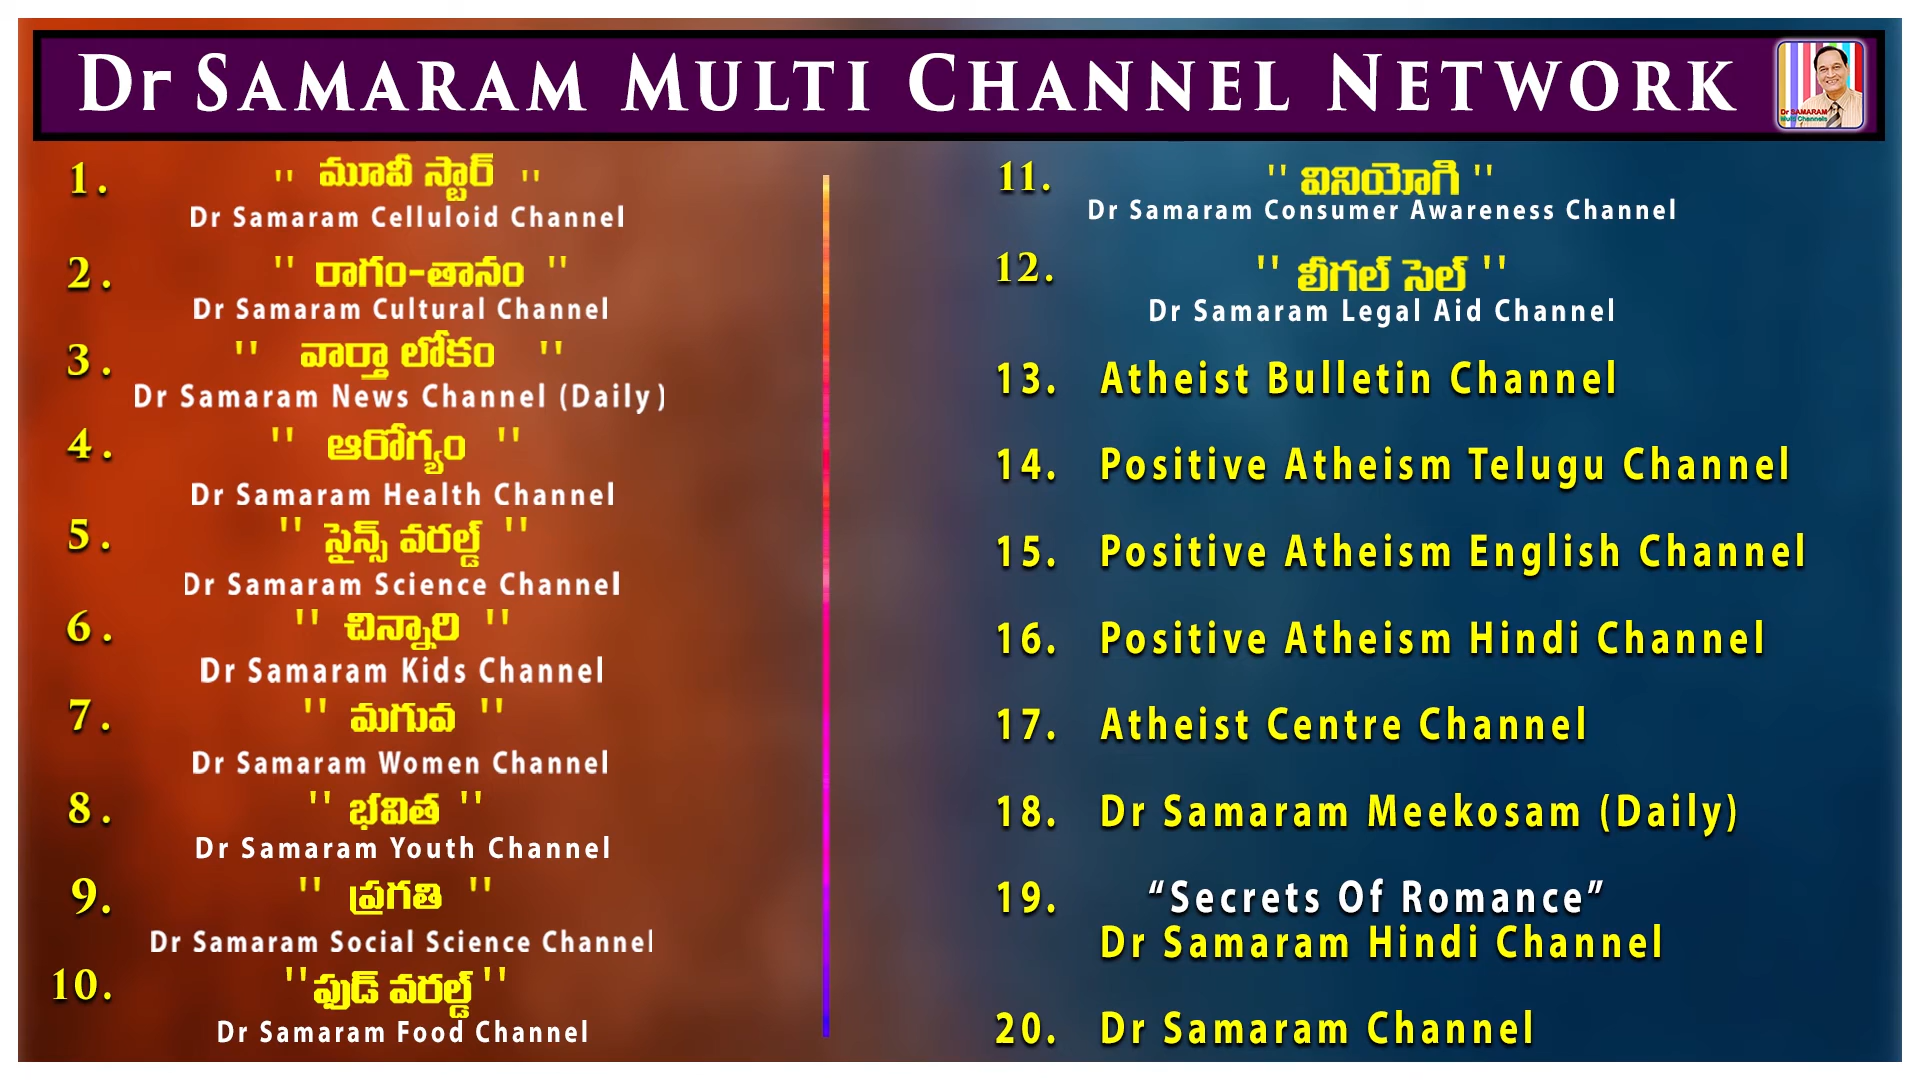 Dr SAMARAM MULTI CHANNEL NETWORK
Dr SAMARAM
Multi Channels
1. '' మూవీ స్టార్ ''
Dr Samaram Celluloid Channel
2. '' రాగం-తానం ''
Dr Samaram Cultural Channel
3. '' వార్తా లోకం ''
Dr Samaram News Channel (Daily)
4. '' ఆరోగ్యం ''
Dr Samaram Health Channel
5. '' సైన్స్ వరల్డ్ ''
Dr Samaram Science Channel
6. '' చిన్నారి ''
Dr Samaram Kids Channel
7. '' మగువ ''
Dr Samaram Women Channel
8. '' భవిత ''
Dr Samaram Youth Channel
9. '' ప్రగతి ''
Dr Samaram Social Science Channel
10. '' ఫుడ్ వరల్డ్ ''
Dr Samaram Food Channel
11. '' వినియోగి ''
Dr Samaram Consumer Awareness Channel
12. '' లీగల్ సెల్ ''
Dr Samaram Legal Aid Channel
13. Atheist Bulletin Channel
14. Positive Atheism Telugu Channel
15. Positive Atheism English Channel
16. Positive Atheism Hindi Channel
17. Atheist Centre Channel
18. Dr Samaram Meekosam (Daily)
19. “Secrets Of Romance”
Dr Samaram Hindi Channel
20. Dr Samaram Channel